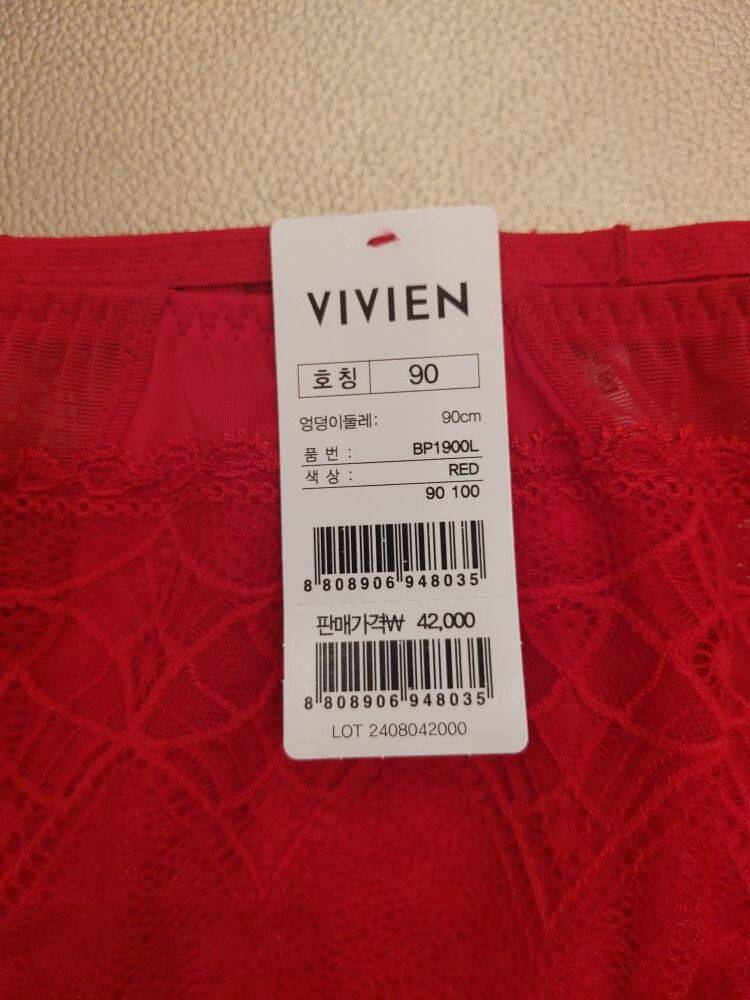 VIVIEN
호칭 90
엉덩이둘레: 90cm
품 번 : BP1900L
색 상 : RED
90 100
8 808906 948035
판매가격₩ 42,000
8 808906 948035
LOT 2408042000